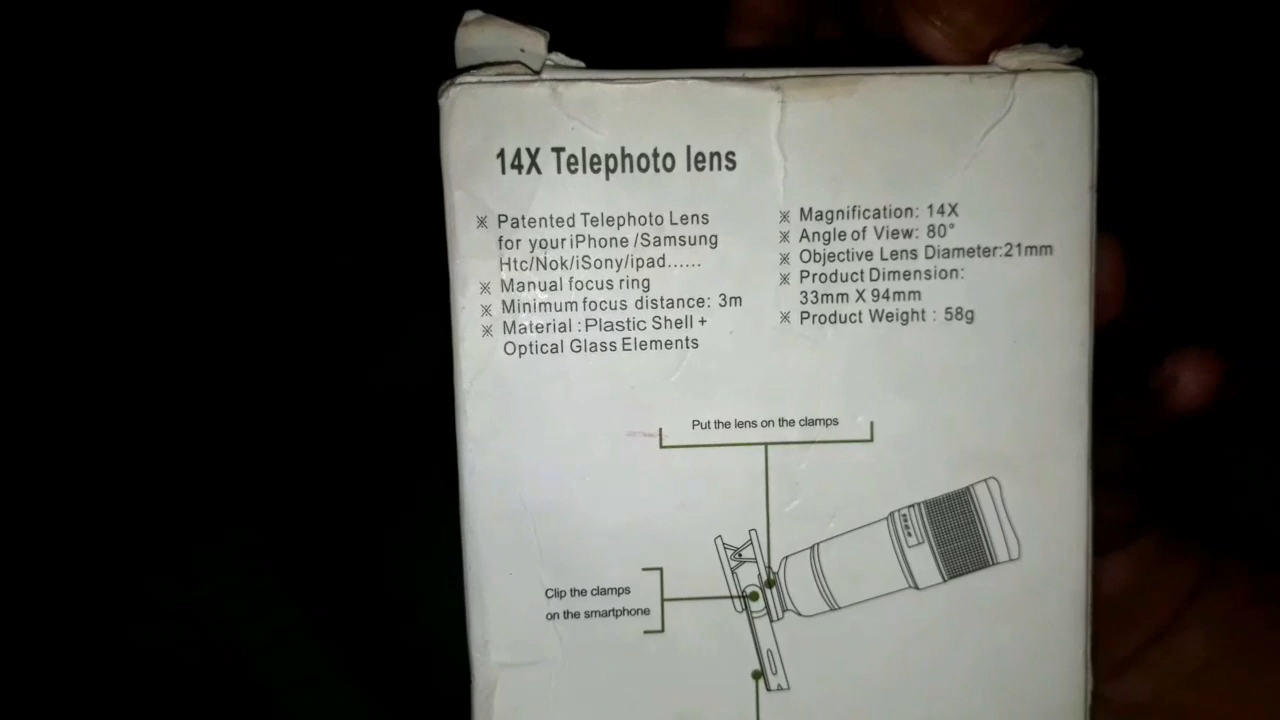 14X Telephoto lens
※ Patented Telephoto Lens
for your iPhone /Samsung
Htc/Nok/iSony/ipad......
※ Manual focus ring
※ Minimum focus distance: 3m
※ Material : Plastic Shell +
Optical Glass Elements
※ Magnification: 14X
※ Angle of View: 80°
※ Objective Lens Diameter:21mm
※ Product Dimension:
33mm X 94mm
※ Product Weight : 58g
Put the lens on the clamps
Clip the clamps
on the smartphone